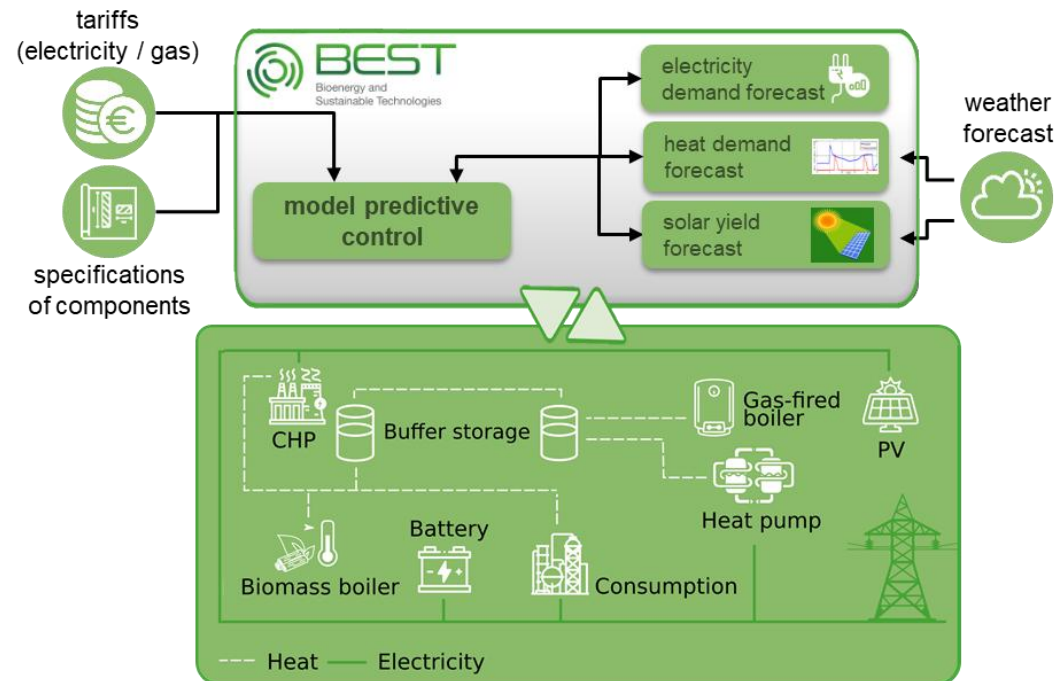 tariffs
(electricity / gas)
BEST
Bioenergy and
Sustainable Technologies
electricity
demand forecast
weather
forecast
heat demand
forecast
model predictive
control
solar yield
forecast
specifications
of components
CHP
Buffer storage
Gas-fired
boiler
PV
Heat pump
Battery
Biomass boiler
Consumption
Heat
Electricity